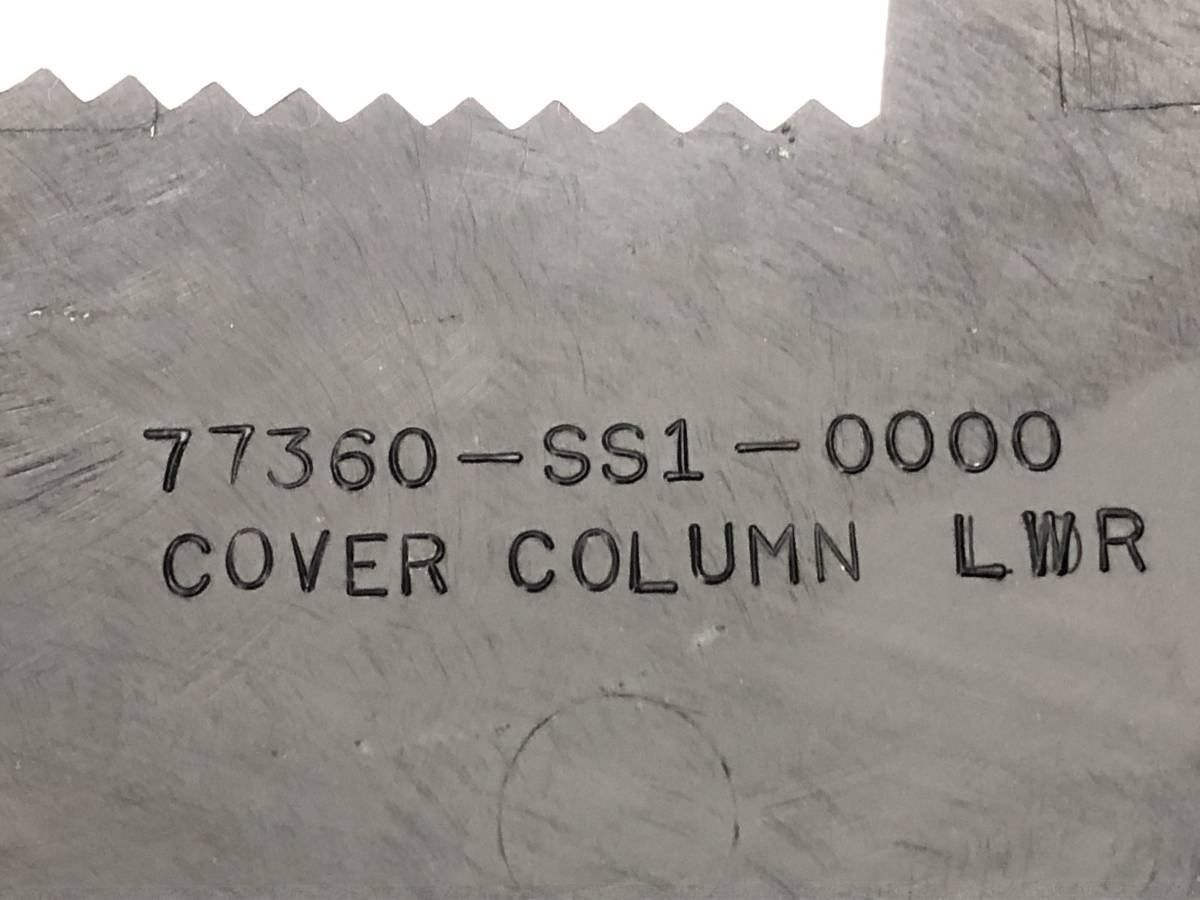 77360-SS1-0000
COVER COLUMN LWR